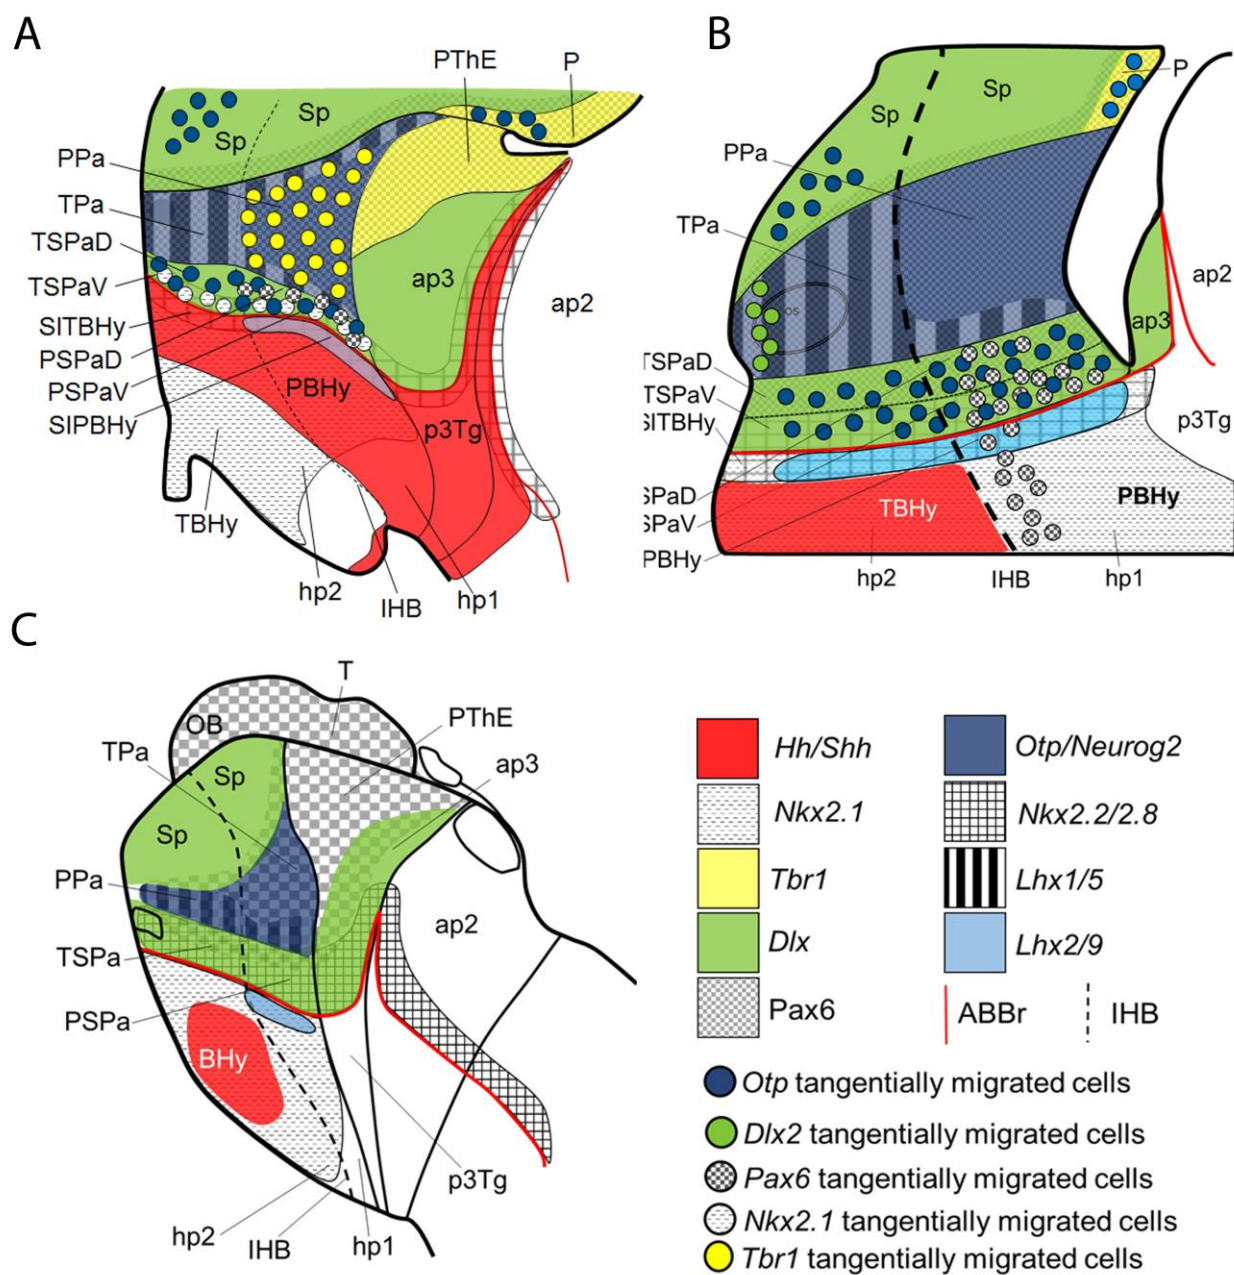 A
PThE
P
Sp
Sp
PPa
TPa
TSPaD
TSPaV
SITBHy
PSPaD
PSPaV
SIPBHy
ap3
ap2
PBHy
p3Tg
TBHy
hp2
IHB
hp1
B
Sp
Sp
P
PPa
TPa
os
ap2
ap3
TSPaD
TSPaV
SITBHy
SPaD
SPaV
PBHy
p3Tg
TBHy
PBHy
hp2
IHB
hp1
C
T
OB
PThE
TPa
ap3
Sp
Sp
PPa
ap2
TSPa
PSPa
BHy
p3Tg
hp2
IHB
hp1
Hh/Shh
Otp/Neurog2
Nkx2.1
Nkx2.2/2.8
Tbr1
Lhx1/5
Dlx
Lhx2/9
Pax6
ABBr
IHB
Otp tangentially migrated cells
Dlx2 tangentially migrated cells
Pax6 tangentially migrated cells
Nkx2.1 tangentially migrated cells
Tbr1 tangentially migrated cells